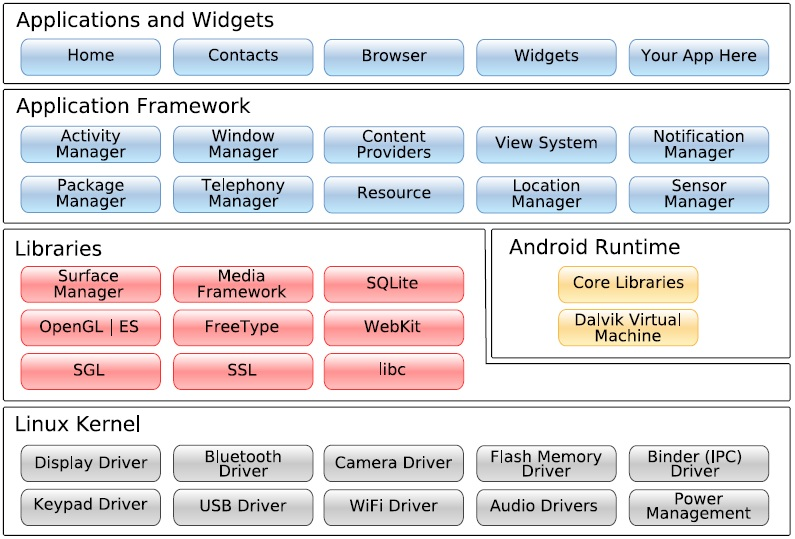 Applications and Widgets
Home
Contacts
Browser
Widgets
Your App Here
Application Framework
Activity
Manager
Window
Manager
Content
Providers
View System
Notification
Manager
Package
Manager
Telephony
Manager
Resource
Location
Manager
Sensor
Manager
Libraries
Surface
Manager
Media
Framework
SQLite
OpenGL | ES
FreeType
WebKit
SGL
SSL
libc
Android Runtime
Core Libraries
Dalvik Virtual
Machine
Linux Kernel
Display Driver
Bluetooth
Driver
Camera Driver
Flash Memory
Driver
Binder (IPC)
Driver
Keypad Driver
USB Driver
WiFi Driver
Audio Drivers
Power
Management